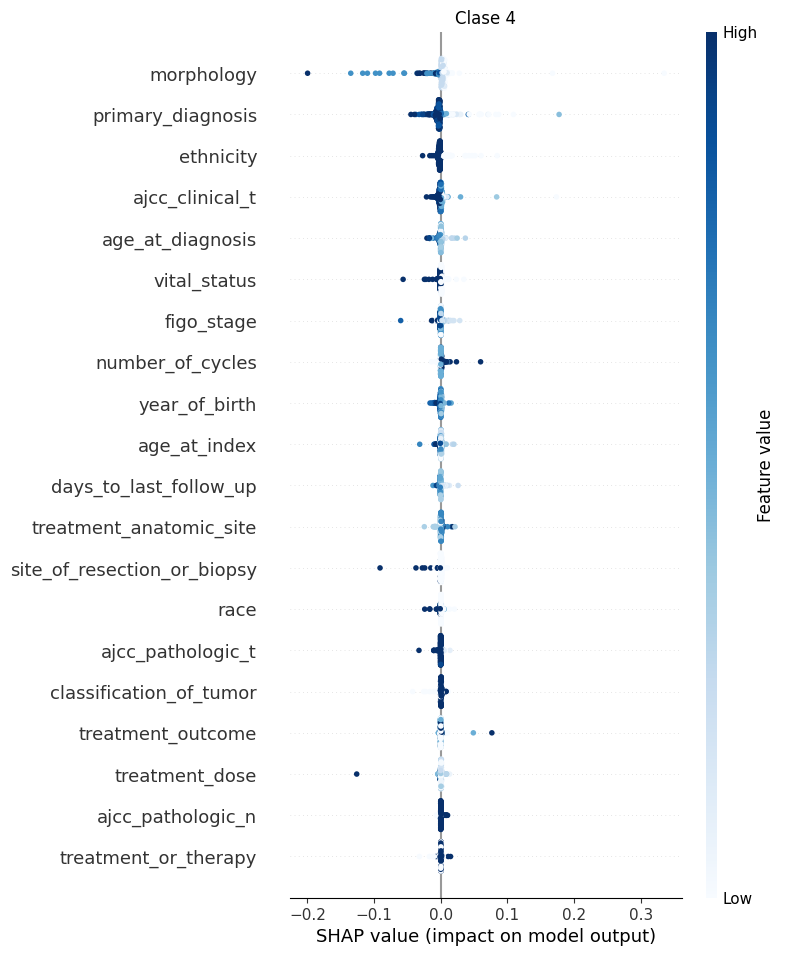 Clase 4
High
morphology
primary_diagnosis
ethnicity
ajcc_clinical_t
age_at_diagnosis
vital_status
figo_stage
number_of_cycles
year_of_birth
age_at_index
days_to_last_follow_up
treatment_anatomic_site
site_of_resection_or_biopsy
race
ajcc_pathologic_t
classification_of_tumor
treatment_outcome
treatment_dose
ajcc_pathologic_n
treatment_or_therapy
Feature value
Low
−0.2 −0.1 0.0 0.1 0.2 0.3
SHAP value (impact on model output)